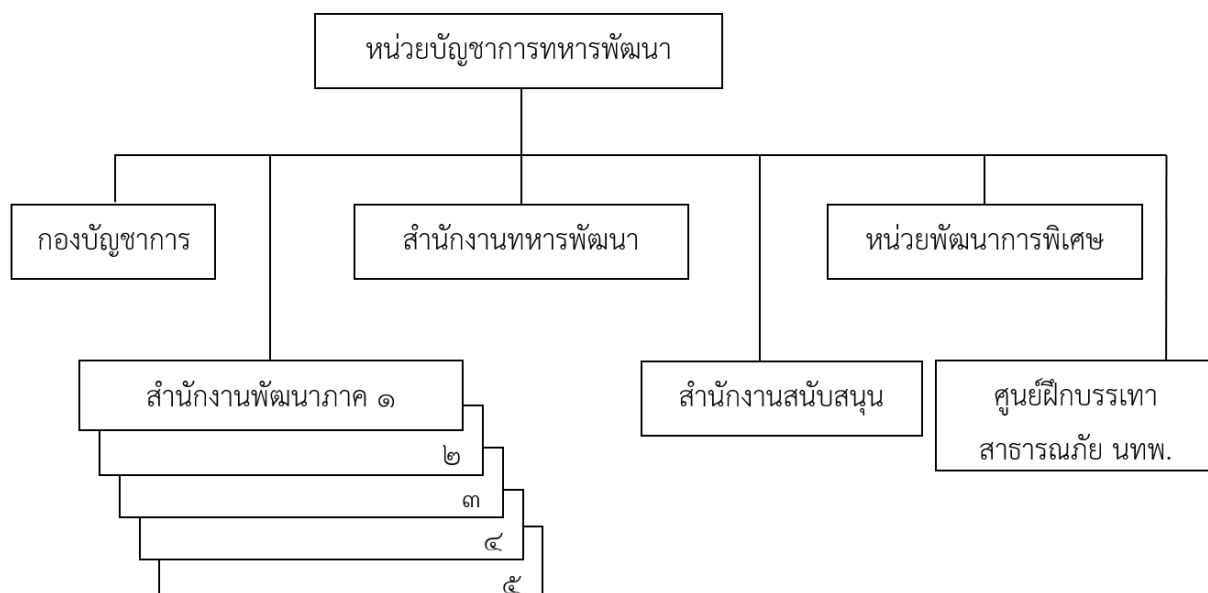 หน่วยบัญชาการทหารพัฒนา
กองบัญชาการ
สำนักงานทหารพัฒนา
หน่วยพัฒนาการพิเศษ
สำนักงานพัฒนาภาค ๑
๒
๓
๔
๕
สำนักงานสนับสนุน
ศูนย์ฝึกบรรเทา
สาธารณภัย นทพ.